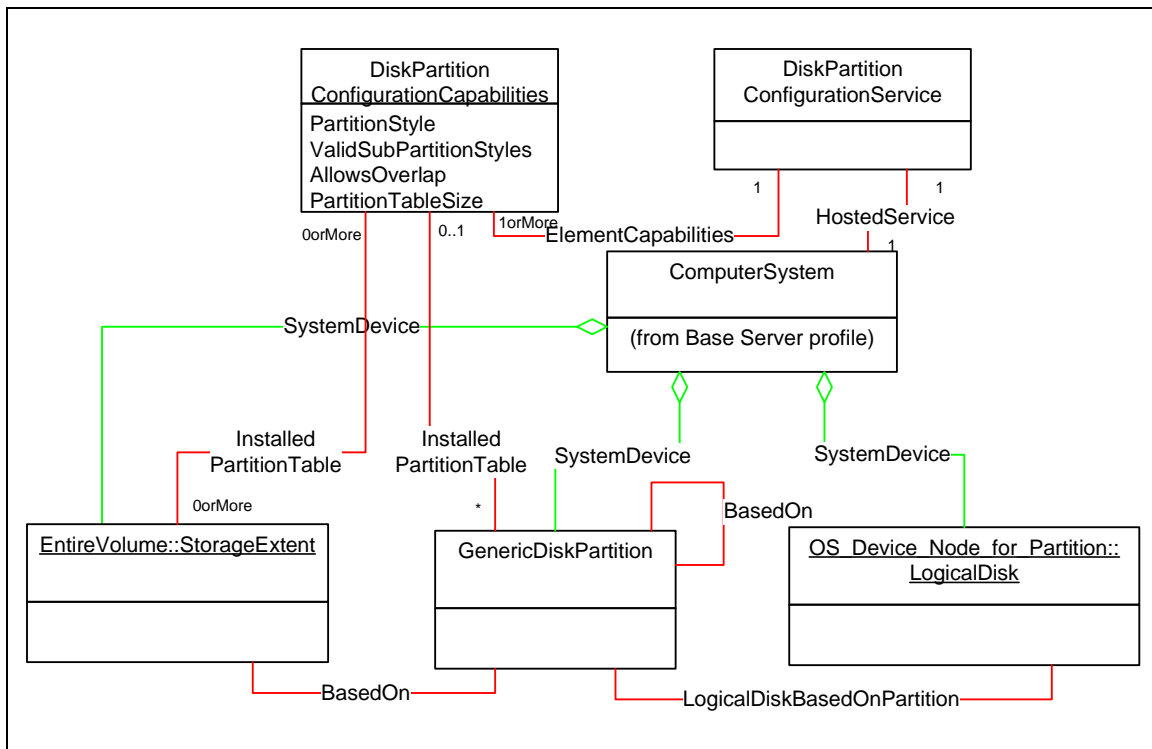 DiskPartition
ConfigurationCapabilities
PartitionStyle
ValidSubPartitionStyles
AllowsOverlap
PartitionTableSize
DiskPartition
ConfigurationService
0orMore
0..1
1orMore
1
1
ElementCapabilities
HostedService
1
ComputerSystem
(from Base Server profile)
SystemDevice
Installed
PartitionTable
Installed
PartitionTable
SystemDevice
SystemDevice
0orMore
*
BasedOn
EntireVolume::StorageExtent
GenericDiskPartition
OS_Device_Node_for_Partition::
LogicalDisk
BasedOn
LogicalDiskBasedOnPartition